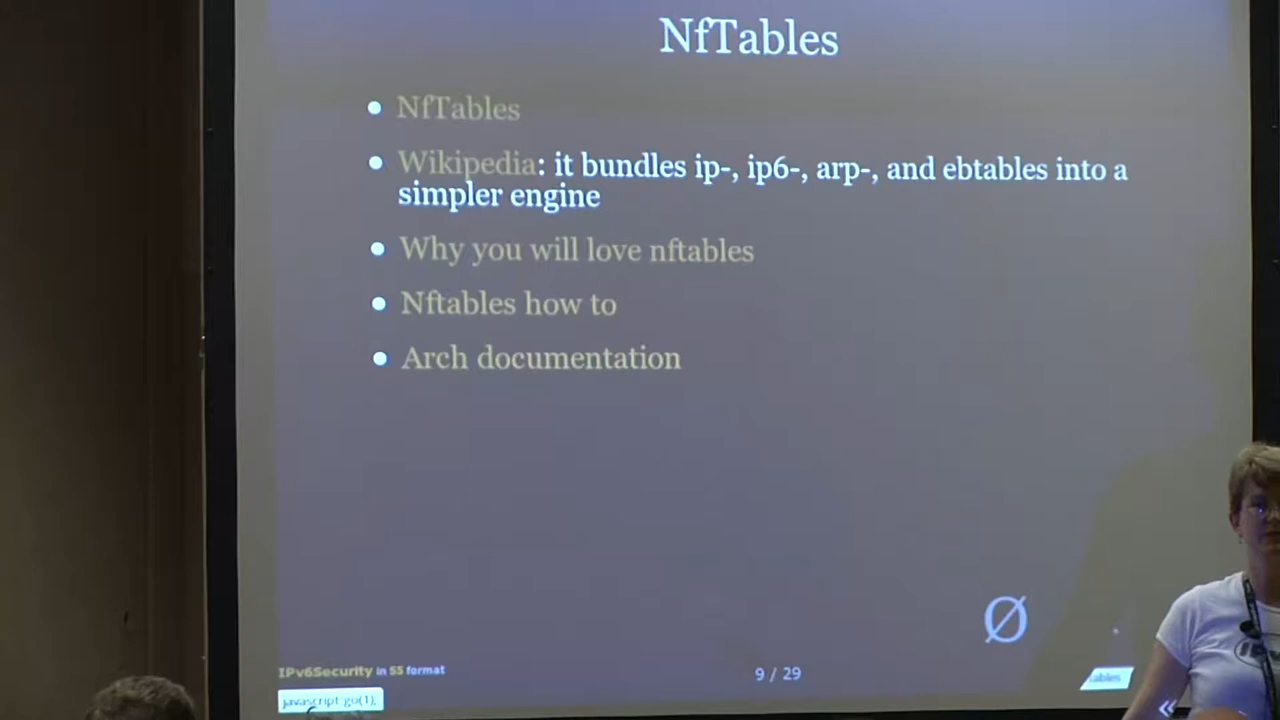 NfTables
NfTables
Wikipedia: it bundles ip-, ip6-, arp-, and ebtables into a
simpler engine
Why you will love nftables
Nftables how to
Arch documentation
Ø
IPv6Security in S5 format
9 / 29
javascript:go(1);
«